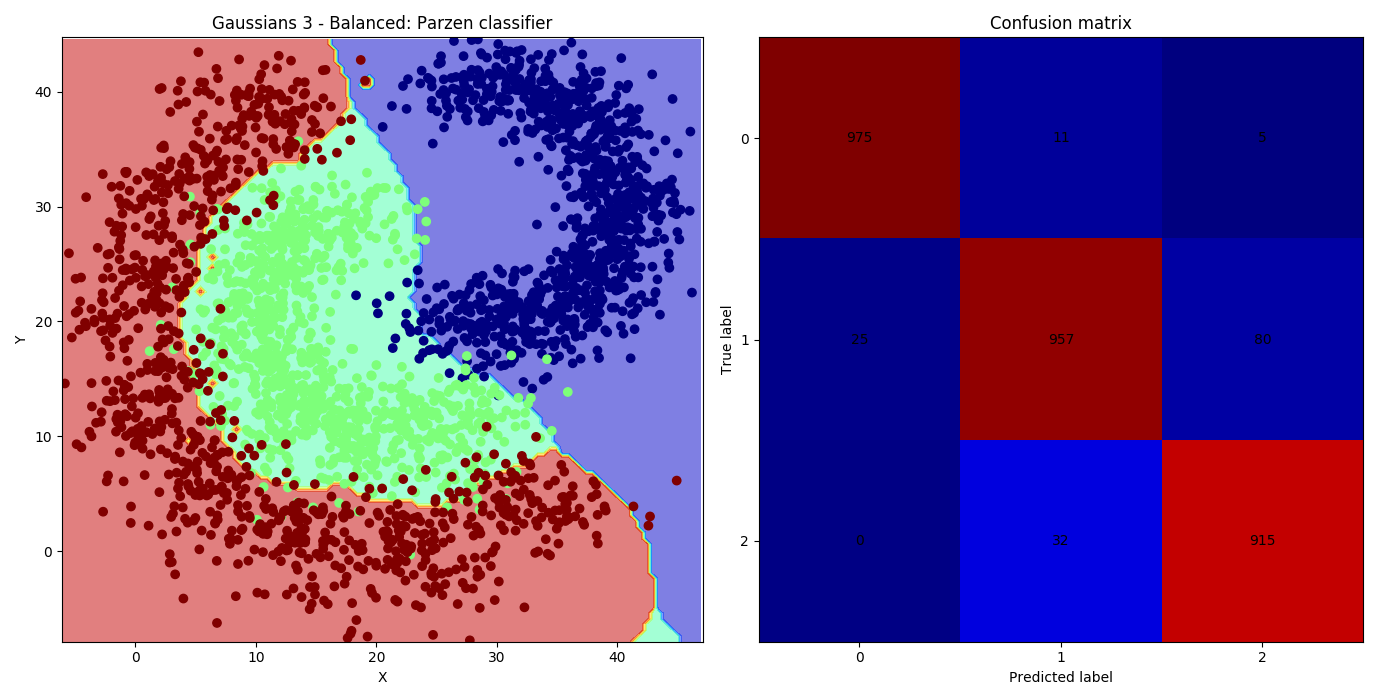 Gaussians 3 - Balanced: Parzen classifier
40
30
20
10
0
Y
0 10 20 30 40
X
Confusion matrix
0 975 11 5
1 25 957 80
2 0 32 915
True label
0 1 2
Predicted label